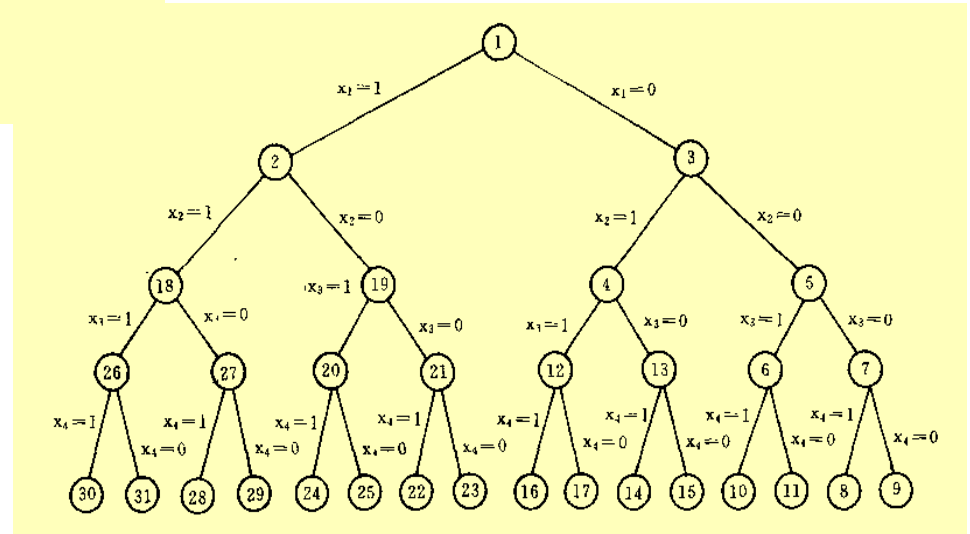 1
x₁=1 x₁=0
2 3
x₂=1 x₂=0 x₂=1 x₂=0
18 x₃=1 19 4 5
x₃=1 =0 x₃=0 x₃=1 x₃=0 x₃=1 x₃=0
26 27 20 21 12 13 6 7
x₄=1 x₄=1 x₄=1 x₄=1 x₄=1 x₄=1 x₄=1 x₄=1
x₄=0 x₄=0 x₄=0 x₄=0 x₄=0 x₄=0 x₄=0 x₄=0
30 31 28 29 24 25 22 23 16 17 14 15 10 11 8 9